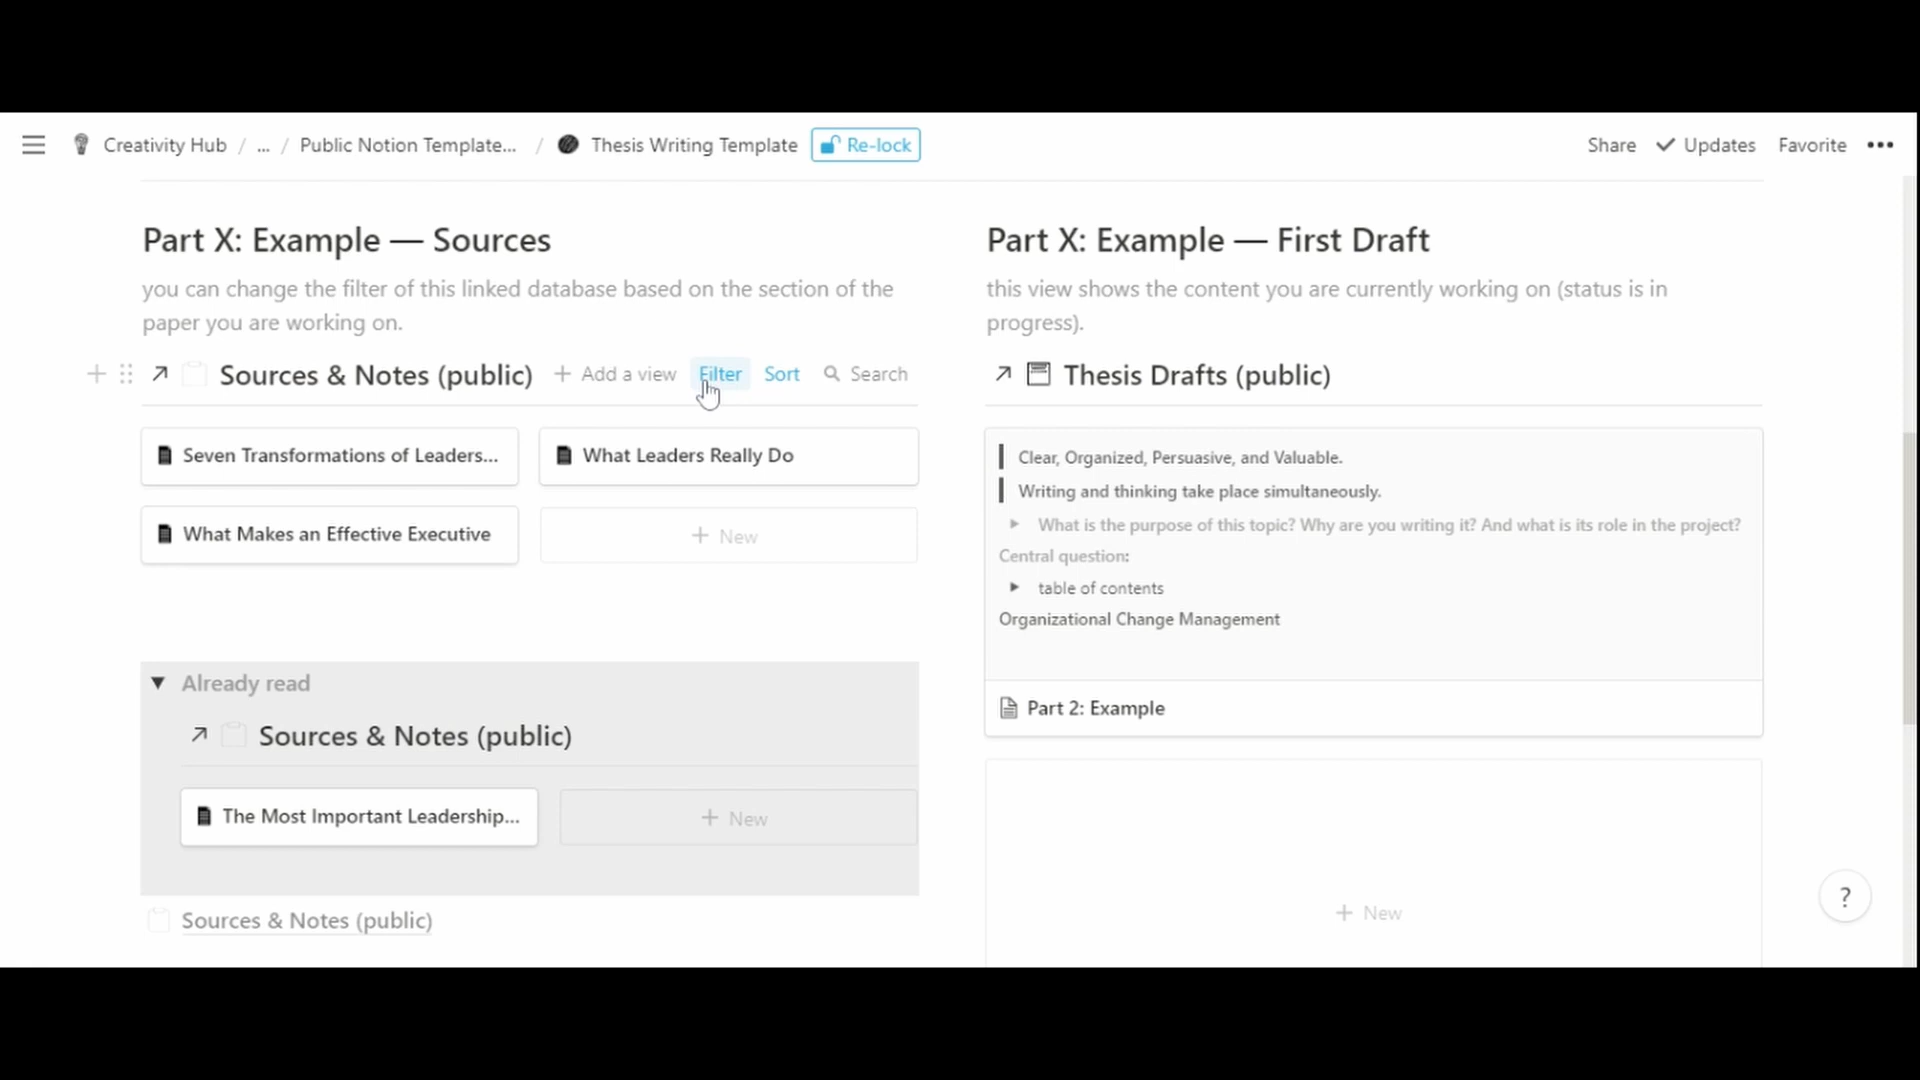 Creativity Hub / ... / Public Notion Template... / Thesis Writing Template Re-lock
Share Updates Favorite •••
Part X: Example — Sources
you can change the filter of this linked database based on the section of the
paper you are working on.
Sources & Notes (public) + Add a view Filter Sort Search
Seven Transformations of Leaders...
What Leaders Really Do
What Makes an Effective Executive
+ New
Already read
Sources & Notes (public)
The Most Important Leadership...
+ New
Sources & Notes (public)
Part X: Example — First Draft
this view shows the content you are currently working on (status is in
progress).
Thesis Drafts (public)
Clear, Organized, Persuasive, and Valuable.
Writing and thinking take place simultaneously.
What is the purpose of this topic? Why are you writing it? And what is its role in the project?
Central question:
table of contents
Organizational Change Management
Part 2: Example
+ New
?